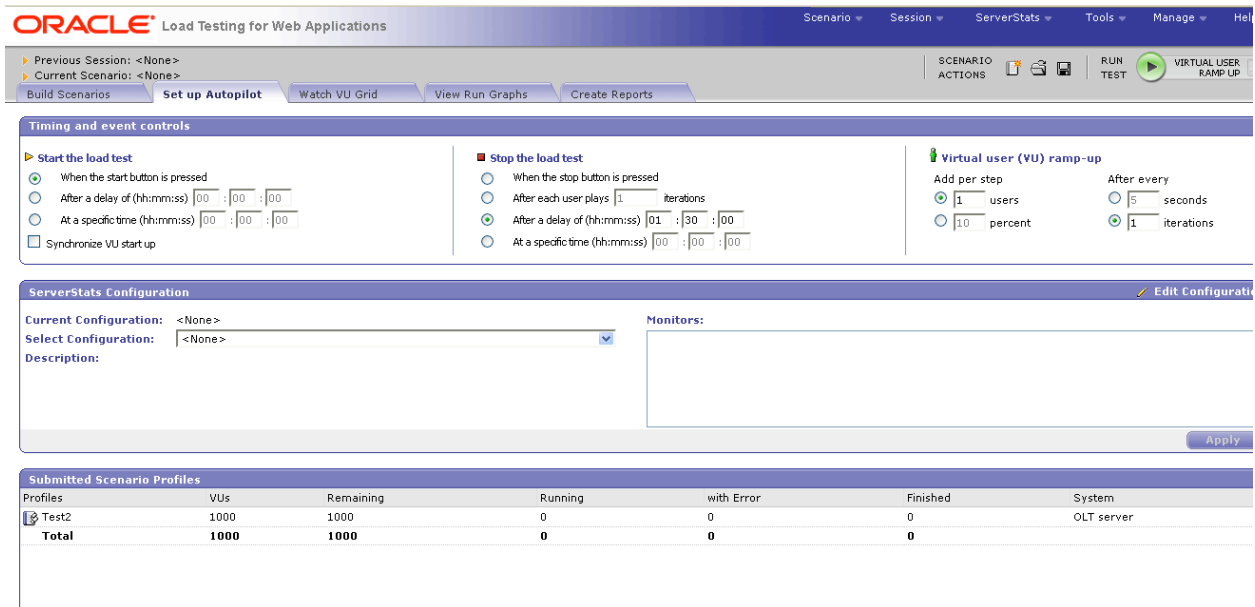 ORACLE Load Testing for Web Applications
Scenario Session ServerStats Tools Manage Help
Previous Session: <None>
Current Scenario: <None>
SCENARIO ACTIONS RUN TEST VIRTUAL USER RAMP UP
Build Scenarios Set up Autopilot Watch VU Grid View Run Graphs Create Reports
Timing and event controls
Start the load test
When the start button is pressed
After a delay of (hh:mm:ss) 00 : 00 : 00
At a specific time (hh:mm:ss) 00 : 00 : 00
Synchronize VU start up
Stop the load test
When the stop button is pressed
After each user plays 1 iterations
After a delay of (hh:mm:ss) 01 : 30 : 00
At a specific time (hh:mm:ss) 00 : 00 : 00
Virtual user (VU) ramp-up
Add per step After every
1 users 5 seconds
10 percent 1 iterations
ServerStats Configuration Edit Configuratio
Current Configuration: <None>
Select Configuration: <None>
Description:
Monitors:
Apply
Submitted Scenario Profiles
Profiles VUs Remaining Running with Error Finished System
Test2 1000 1000 0 0 0 OLT server
Total 1000 1000 0 0 0